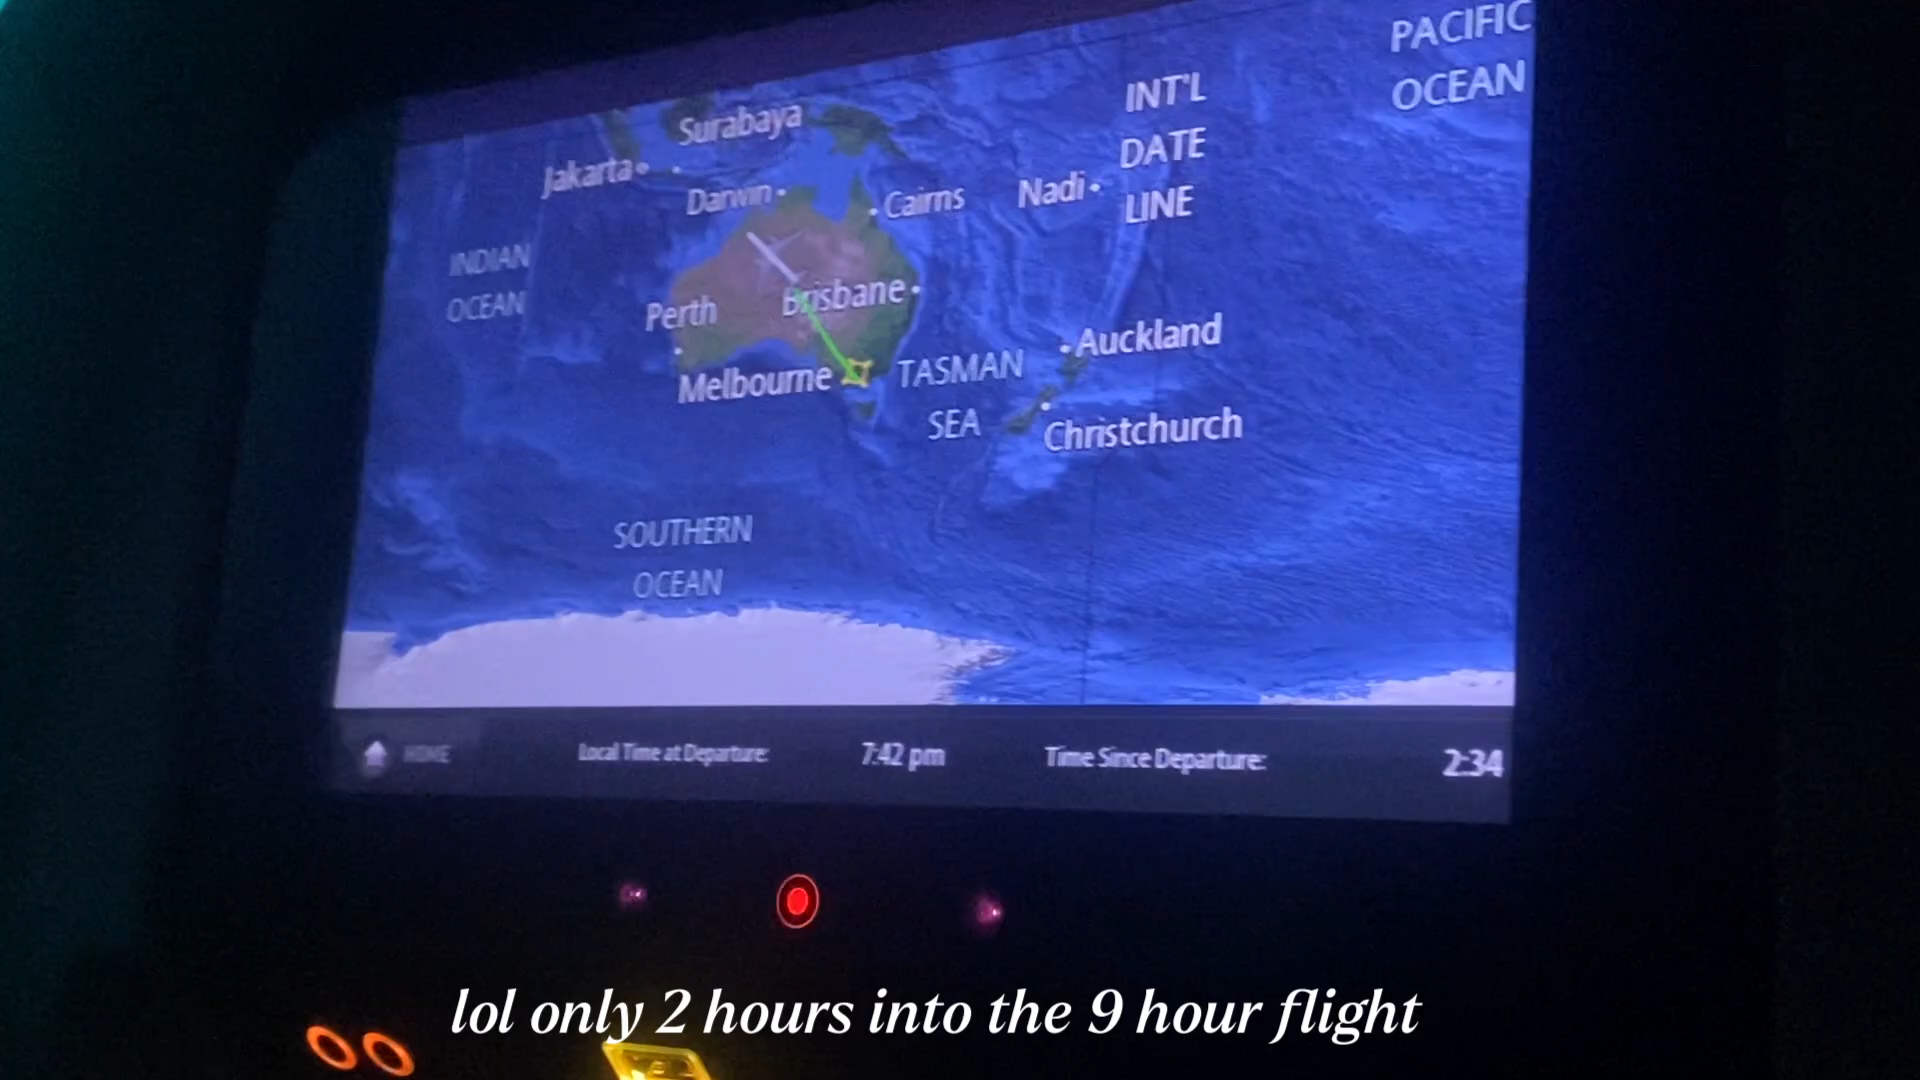 PACIFIC
OCEAN
INT'L
DATE
LINE
Surabaya
Jakarta
Darwin
Cairns
Nadi
INDIAN
OCEAN
Perth
Brisbane
Auckland
Melbourne
TASMAN
SEA
Christchurch
SOUTHERN
OCEAN
HOME
Local Time at Departure:
7:42 pm
Time Since Departure:
2:34
lol only 2 hours into the 9 hour flight